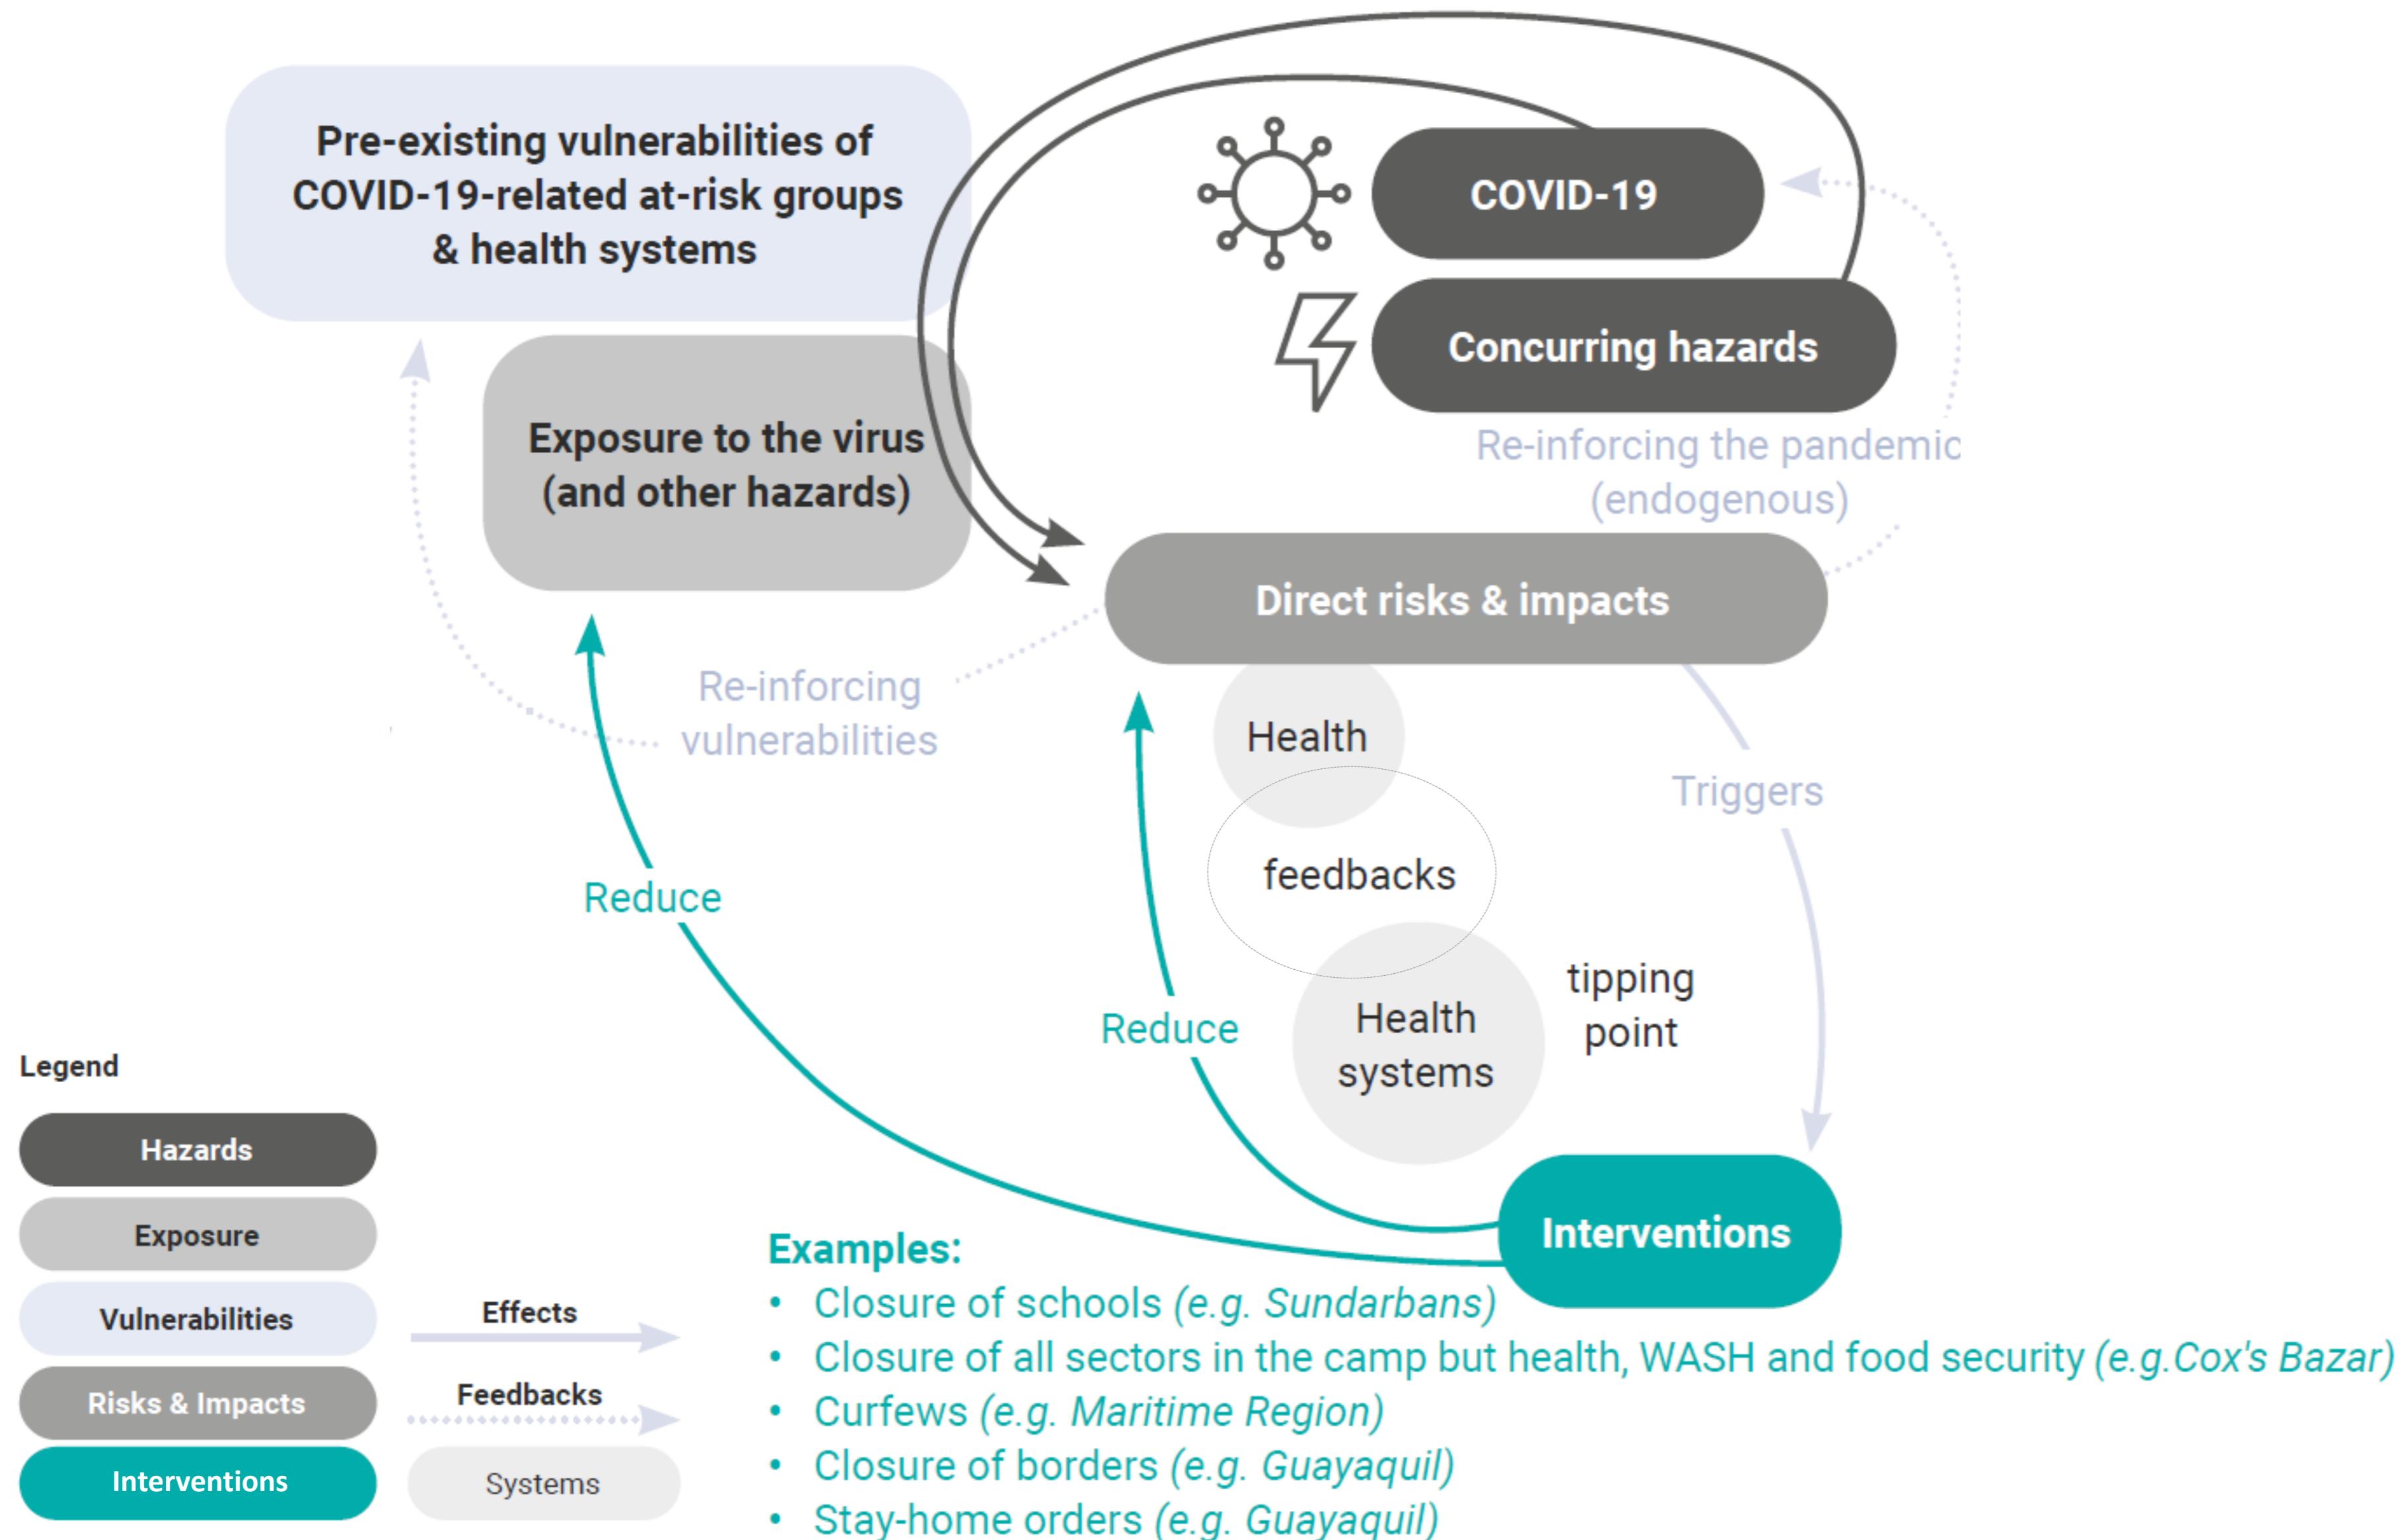 Pre-existing vulnerabilities of
COVID-19-related at-risk groups
& health systems
COVID-19
Concurring hazards
Exposure to the virus
(and other hazards)
Re-inforcing the pandemic
(endogenous)
Direct risks & impacts
Re-inforcing
vulnerabilities
Health
Triggers
feedbacks
Reduce
tipping
point
Reduce
Health
systems
Interventions
Legend
Hazards
Exposure
Vulnerabilities
Risks & Impacts
Interventions
Effects
Feedbacks
Systems
Examples:
• Closure of schools (e.g. Sundarbans)
• Closure of all sectors in the camp but health, WASH and food security (e.g.Cox's Bazar)
• Curfews (e.g. Maritime Region)
• Closure of borders (e.g. Guayaquil)
• Stay-home orders (e.g. Guayaquil)